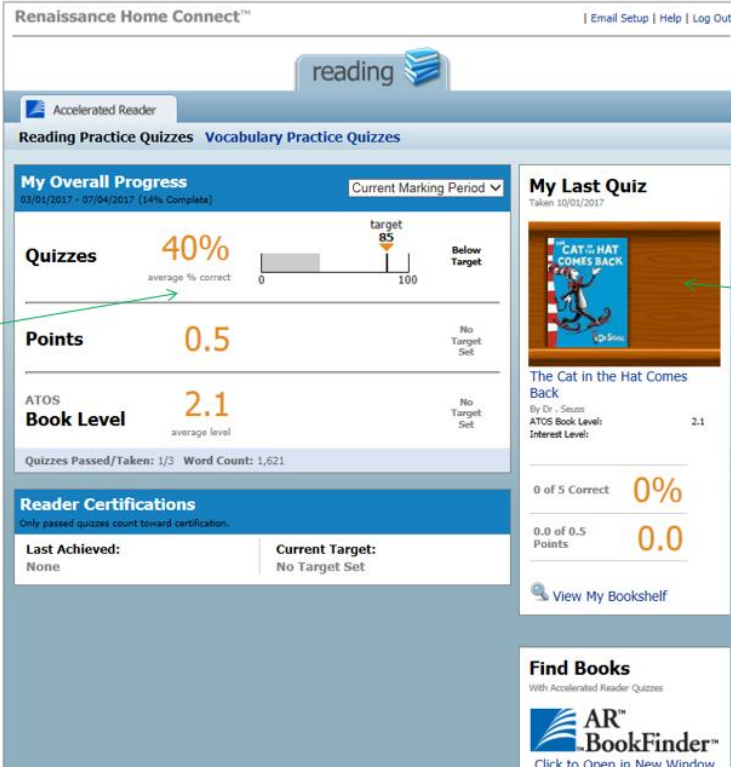 Renaissance Home Connect™
| Email Setup | Help | Log Out
reading
Accelerated Reader
Reading Practice Quizzes Vocabulary Practice Quizzes
My Overall Progress
03/01/2017 - 07/04/2017 (14% Complete)
Current Marking Period
Quizzes
40%
average % correct
target
85
0
100
Below
Target
Points
0.5
No
Target
Set
ATOS
Book Level
2.1
average level
No
Target
Set
Quizzes Passed/Taken: 1/3 Word Count: 1,621
Reader Certifications
Only passed quizzes count toward certification.
Last Achieved:
None
Current Target:
No Target Set
My Last Quiz
Taken 10/01/2017
THE CAT IN THE HAT
COMES BACK
Dr. Seuss
The Cat in the Hat Comes
Back
By Dr . Seuss
ATOS Book Level: 2.1
Interest Level:
0 of 5 Correct
0%
0.0 of 0.5
Points
0.0
View My Bookshelf
Find Books
With Accelerated Reader Quizzes
AR™
BookFinder™
Click to Open in New Window